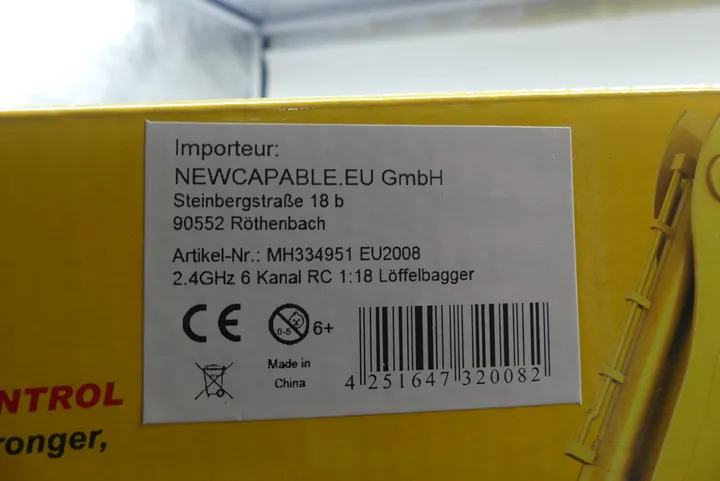 Importeur:
NEWCAPABLE.EU GmbH
Steinbergstraße 18 b
90552 Röthenbach
Artikel-Nr.: MH334951 EU2008
2.4GHz 6 Kanal RC 1:18 Löffelbagger
CE
0-5
6+
Made in
China
4 251647 320082
NTROL
ronger,